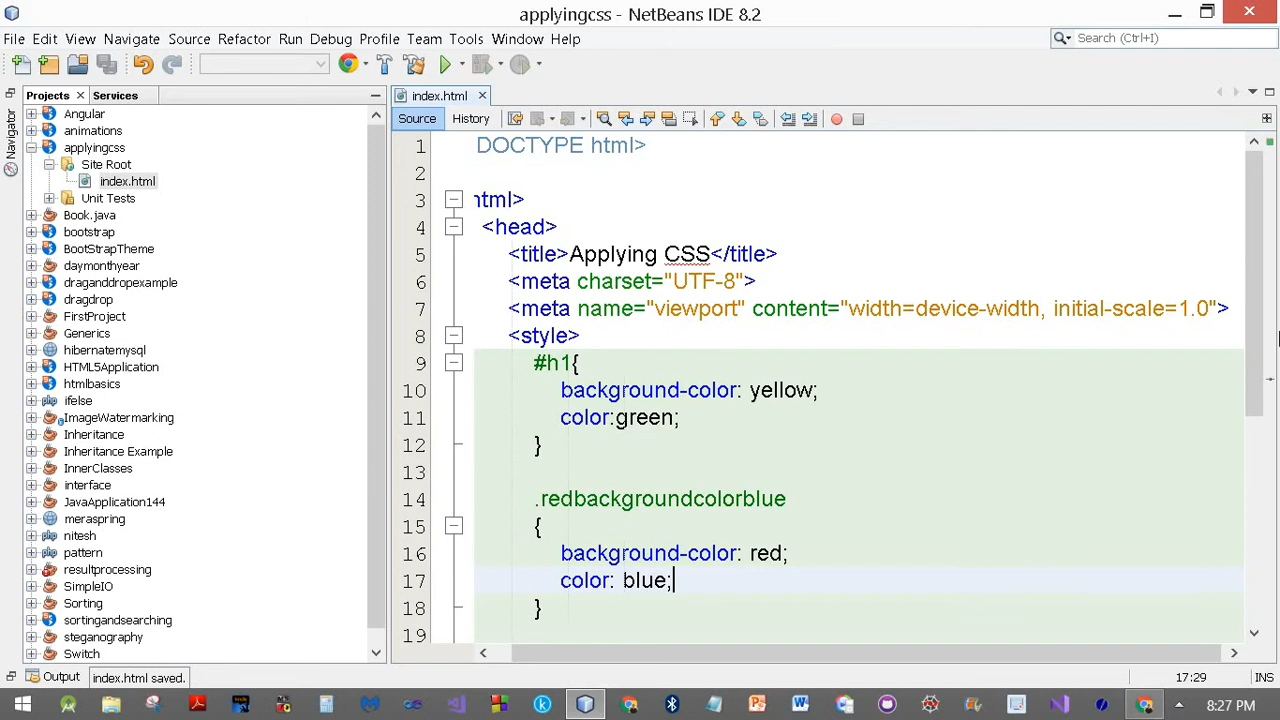 applyingcss - NetBeans IDE 8.2
File Edit View Navigate Source Refactor Run Debug Profile Team Tools Window Help
Search (Ctrl+I)
Projects Services
index.html
Navigator
Source History
Angular
animations
applyingcss
Site Root
index.html
Unit Tests
Book.java
bootstrap
BootStrapTheme
daymonthyear
draganddropexample
dragdrop
FirstProject
Generics
hibernatemysql
HTML5Application
htmlbasics
ifelse
ImageWatermarking
Inheritance
Inheritance Example
InnerClasses
interface
JavaApplication144
meraspring
nitesh
pattern
resultprocessing
SimpleIO
Sorting
sortingandsearching
steganography
Switch
1 DOCTYPE html>
2
3 html>
4 <head>
5 <title>Applying CSS</title>
6 <meta charset="UTF-8">
7 <meta name="viewport" content="width=device-width, initial-scale=1.0">
8 <style>
9 #h1{
10 background-color: yellow;
11 color:green;
12 }
13
14 .redbackgroundcolorblue
15 {
16 background-color: red;
17 color: blue;
18 }
19
Output index.html saved.
17:29 INS
8:27 PM